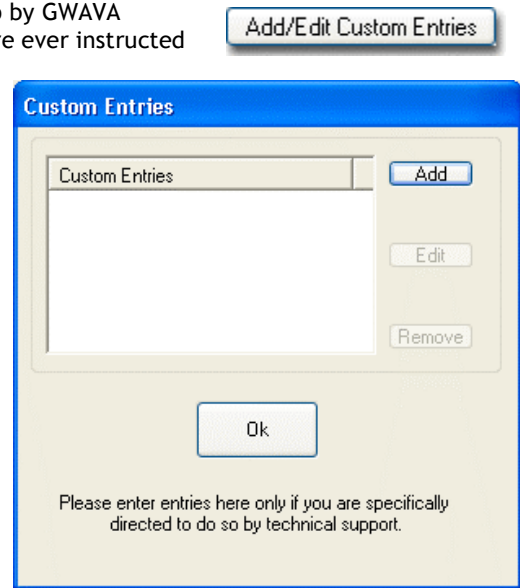 o by GWAVA
e ever instructed
Add/Edit Custom Entries
Custom Entries
Custom Entries
Add
Edit
Remove
Ok
Please enter entries here only if you are specifically
directed to do so by technical support.